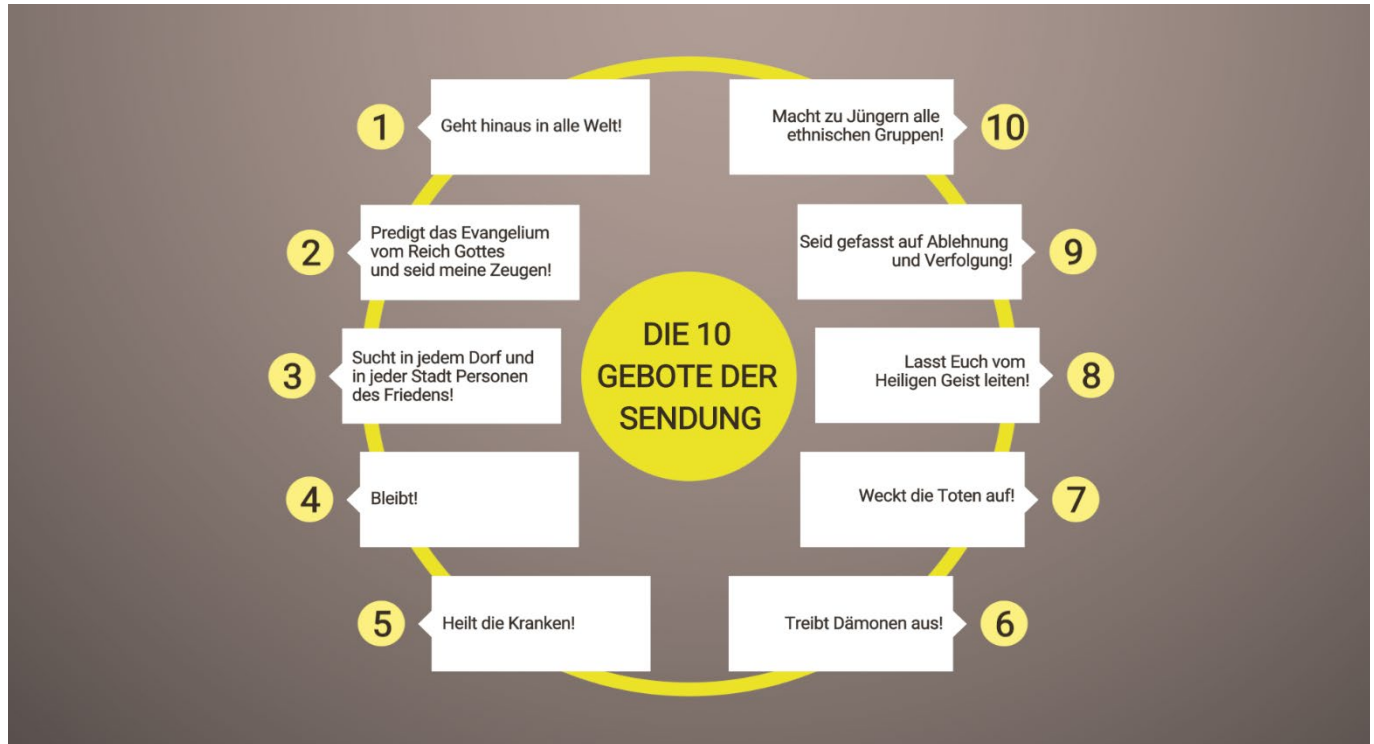 DIE 10
GEBOTE DER
SENDUNG
1
Geht hinaus in alle Welt!
2
Predigt das Evangelium
vom Reich Gottes
und seid meine Zeugen!
3
Sucht in jedem Dorf und
in jeder Stadt Personen
des Friedens!
4
Bleibt!
5
Heilt die Kranken!
6
Treibt Dämonen aus!
7
Weckt die Toten auf!
8
Lasst Euch vom
Heiligen Geist leiten!
9
Seid gefasst auf Ablehnung
und Verfolgung!
10
Macht zu Jüngern alle
ethnischen Gruppen!